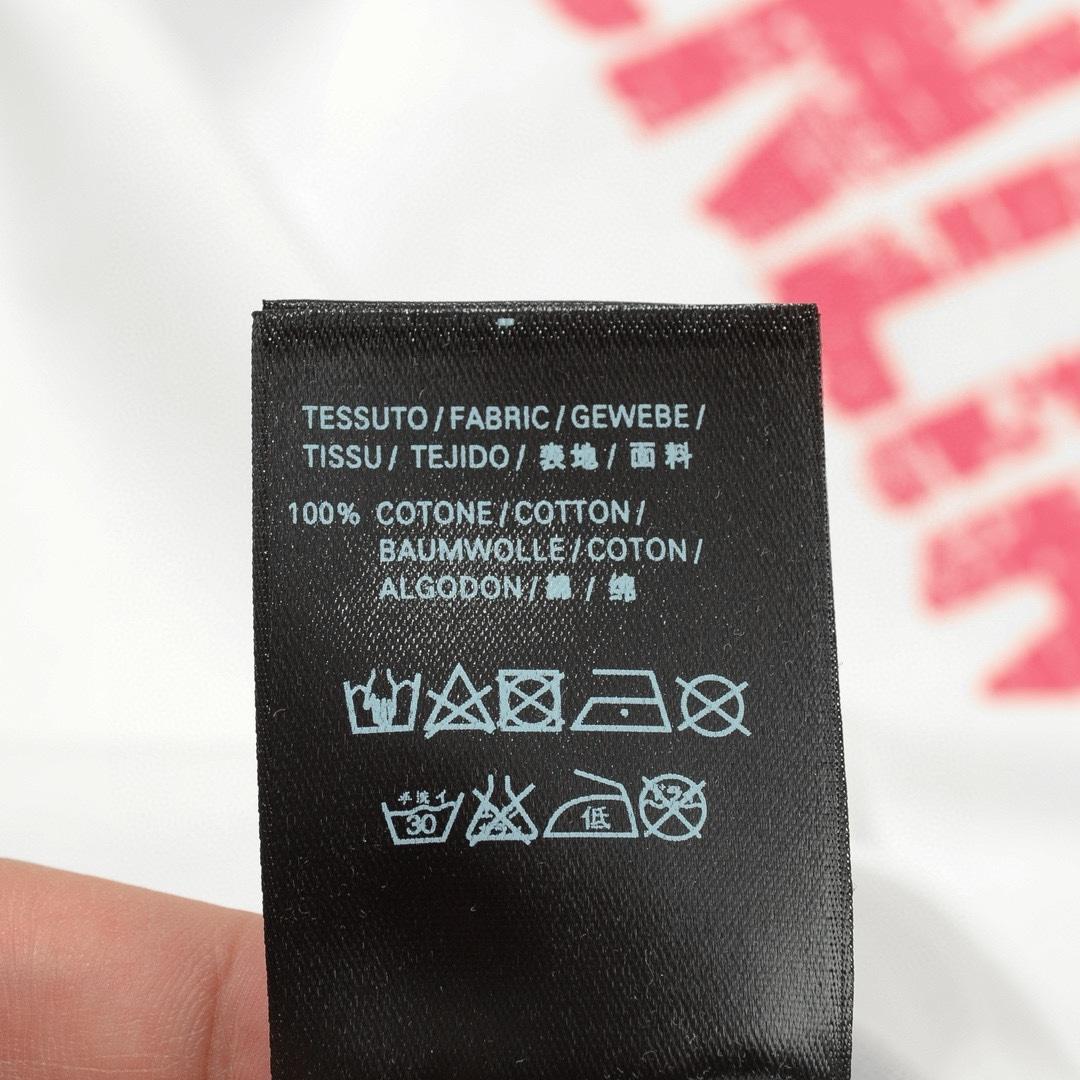 TESSUTO/FABRIC/GEWEBE/
TISSU/ TEJIDO/ 表地 / 面料
100% COTONE/COTTON/
BAUMWOLLE/COTON/
ALGODON/綿 / 绵
手洗イ
30
低